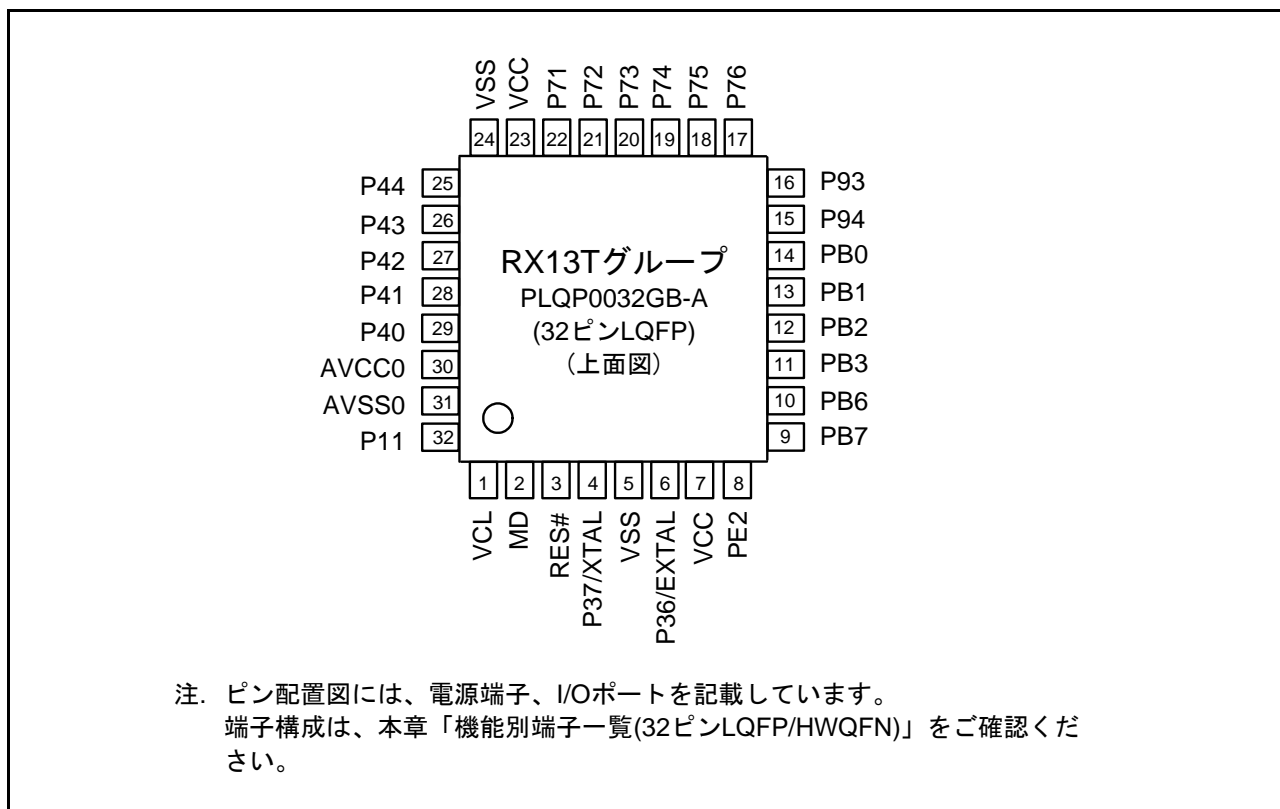 VSS VCC P71 P72 P73 P74 P75 P76
24 23 22 21 20 19 18 17
P44 25 16 P93
P43 26 15 P94
P42 27 14 PB0
P41 28 13 PB1
P40 29 12 PB2
AVCC0 30 11 PB3
AVSS0 31 10 PB6
P11 32 9 PB7
RX13Tグループ
PLQP0032GB-A
(32ピンLQFP)
(上面図)
1 2 3 4 5 6 7 8
VCL MD RES# P37/XTAL VSS P36/EXTAL VCC PE2
注. ピン配置図には、電源端子、I/Oポートを記載しています。
端子構成は、本章「機能別端子一覧(32ピンLQFP/HWQFN)」をご確認くだ
さい。